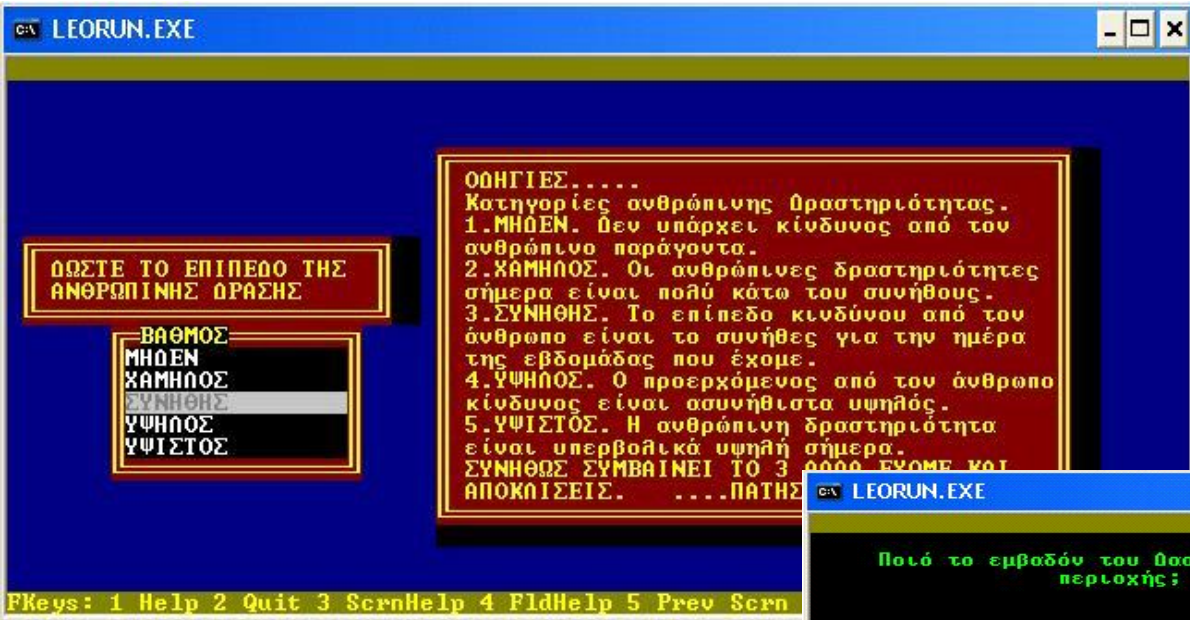 LEORUN.EXE
ΔΩΣΤΕ ΤΟ ΕΠΙΠΕΔΟ ΤΗΣ
ΑΝΘΡΩΠΙΝΗΣ ΔΡΑΣΗΣ
ΒΑΘΜΟΣ
ΜΗΔΕΝ
ΧΑΜΗΛΟΣ
ΣΥΝΗΘΗΣ
ΥΨΗΛΟΣ
ΥΨΙΣΤΟΣ
ΟΔΗΓΙΕΣ.....
Κατηγορίες ανθρώπινης Δραστηριότητας.
1.ΜΗΔΕΝ. Δεν υπάρχει κίνδυνος από τον
ανθρώπινο παράγοντα.
2.ΧΑΜΗΛΟΣ. Οι ανθρώπινες δραστηριότητες
σήμερα είναι πολύ κάτω του συνήθους.
3.ΣΥΝΗΘΗΣ. Το επίπεδο κινδύνου από τον
άνθρωπο είναι το συνήθες για την ημέρα
της εβδομάδας που έχομε.
4.ΥΨΗΛΟΣ. Ο προερχόμενος από τον άνθρωπο
κίνδυνος είναι ασυνήθιστα υψηλός.
5.ΥΨΙΣΤΟΣ. Η ανθρώπινη δραστηριότητα
είναι υπερβολικά υψηλή σήμερα.
ΣΥΝΗΘΩΣ ΣΥΜΒΑΙΝΕΙ ΤΟ 3 ΑΛΛΑ ΕΧΟΜΕ ΚΑΙ
ΑΠΟΚΛΙΣΕΙΣ. ....ΠΑΤΗΣ
FKeys: 1 Help 2 Quit 3 ScrnHelp 4 FldHelp 5 Prev Scrn
LEORUN.EXE
Ποιό το εμβαδόν του Δασ
περιοχής;